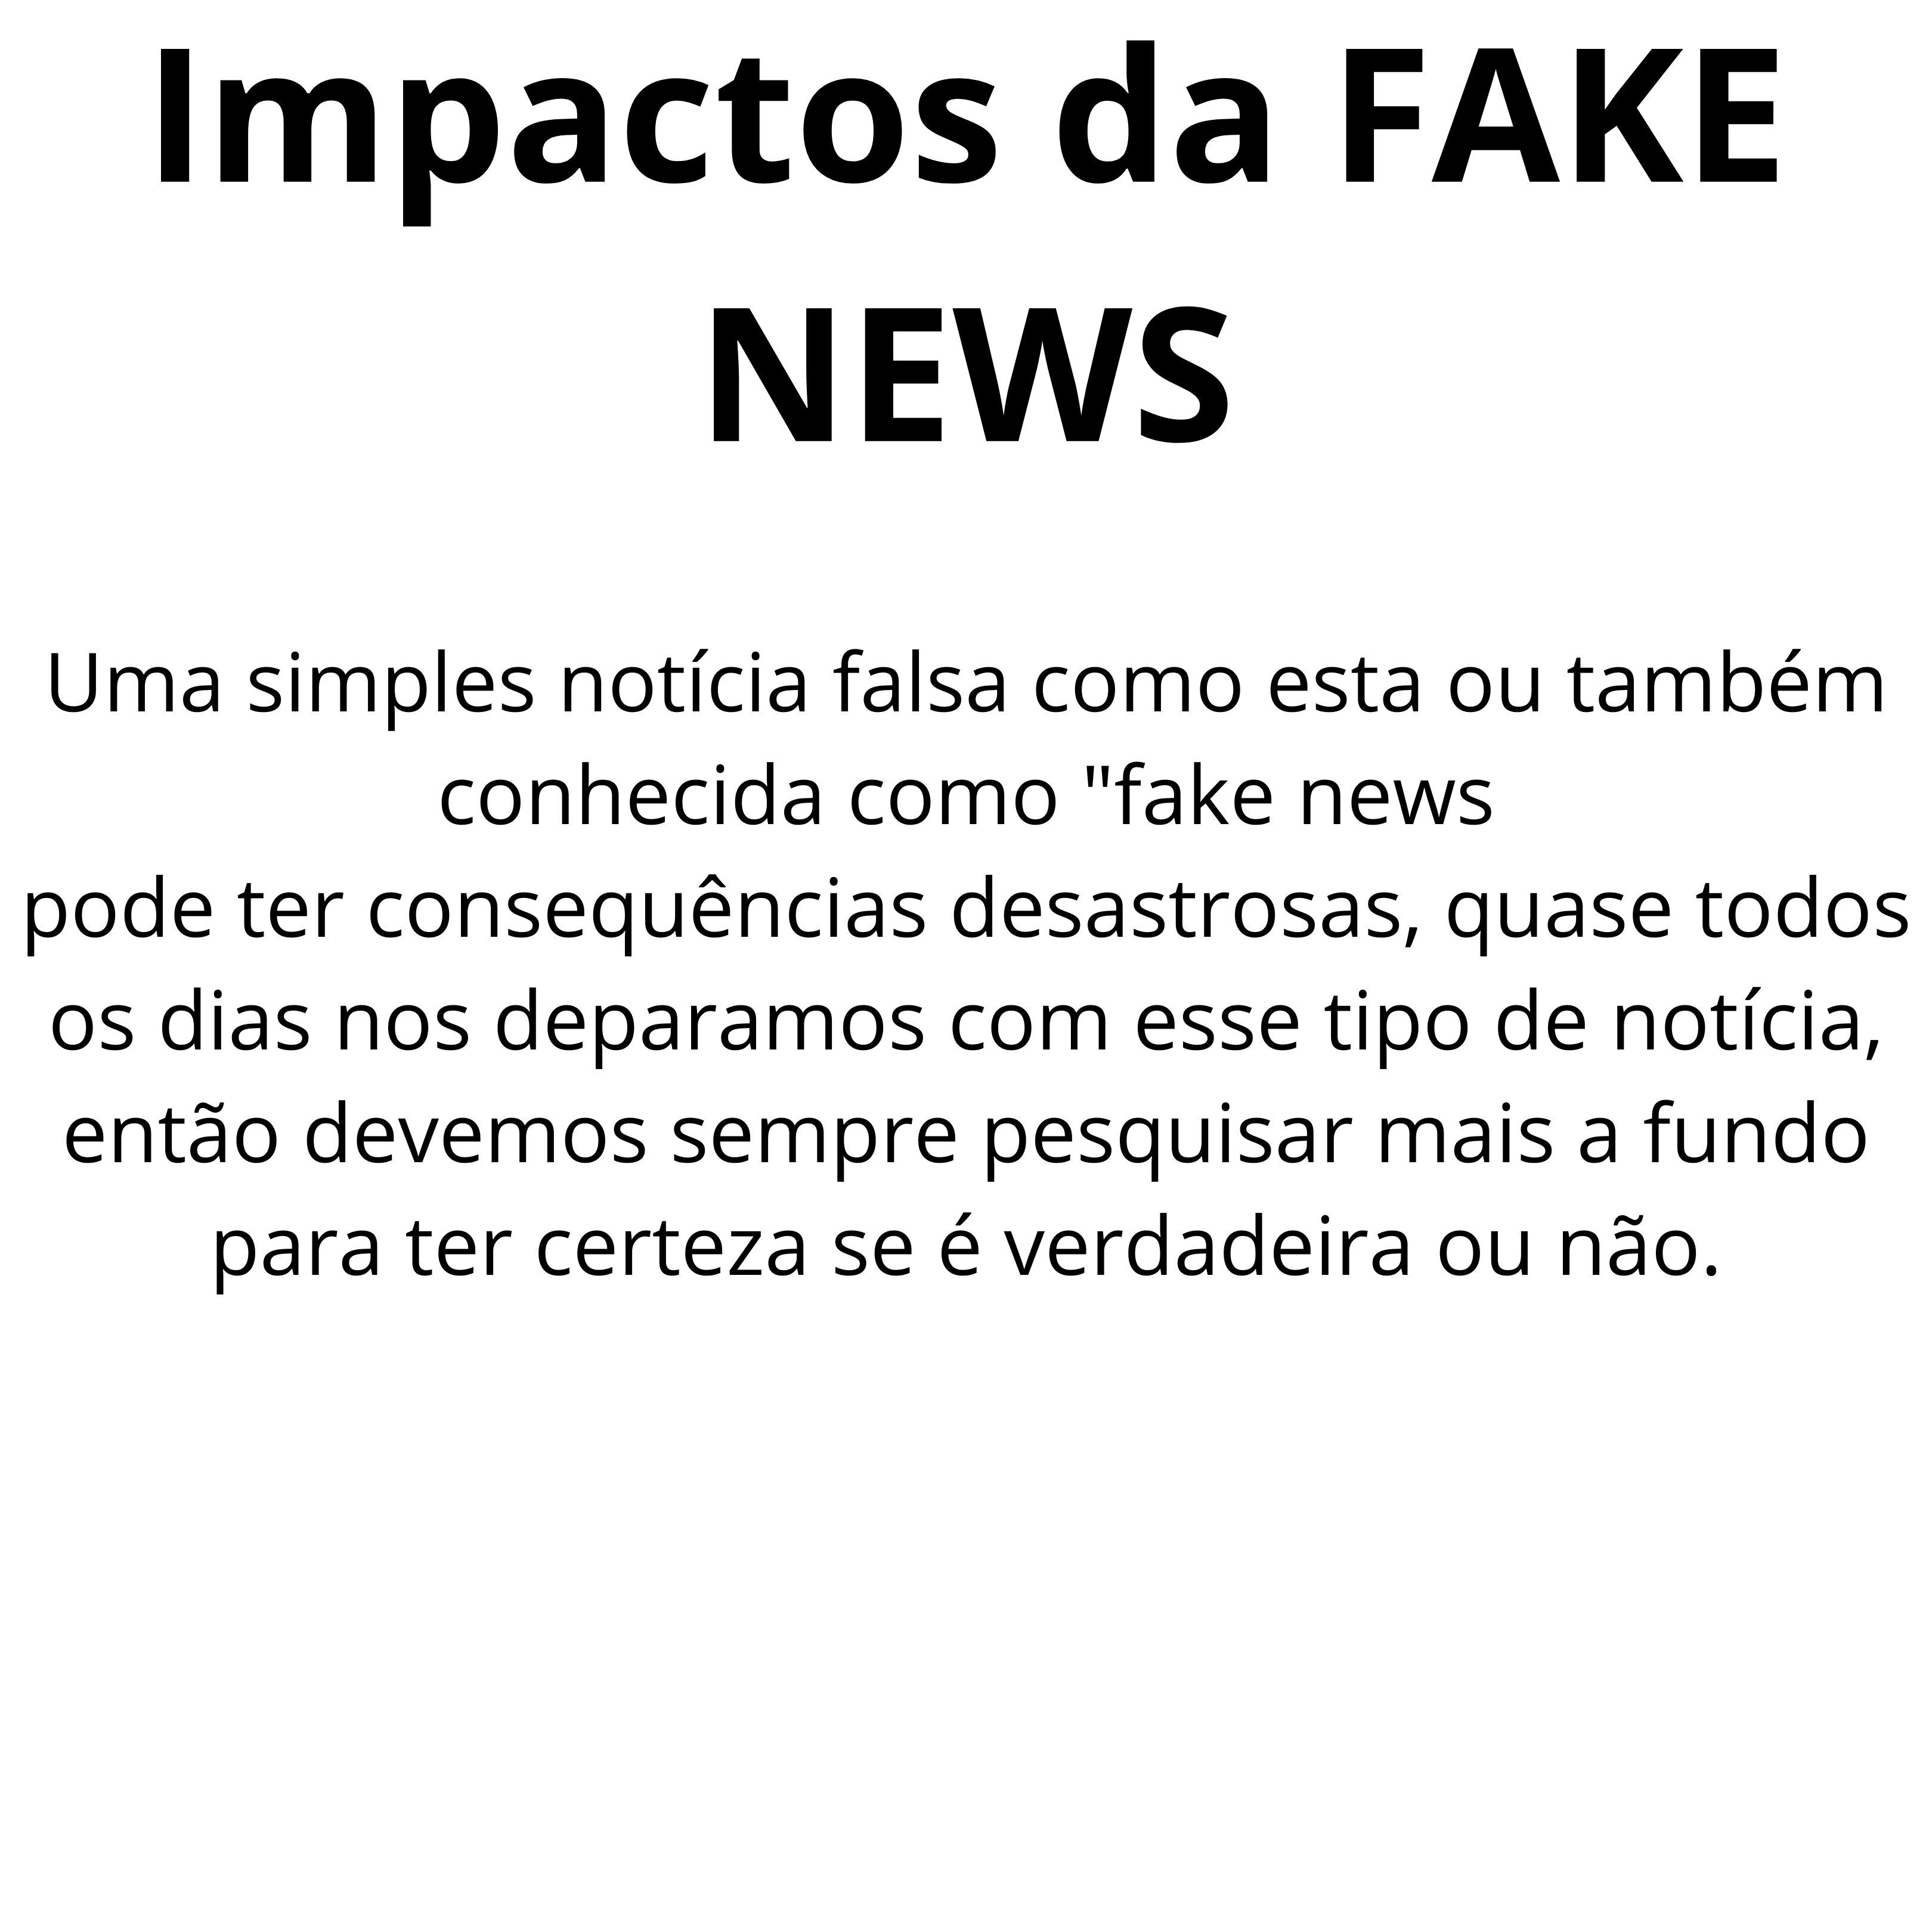 Impactos da FAKE
NEWS
Uma simples notícia falsa como esta ou também
conhecida como "fake news
pode ter consequências desastrosas, quase todos
os dias nos deparamos com esse tipo de notícia,
então devemos sempre pesquisar mais a fundo
para ter certeza se é verdadeira ou não.